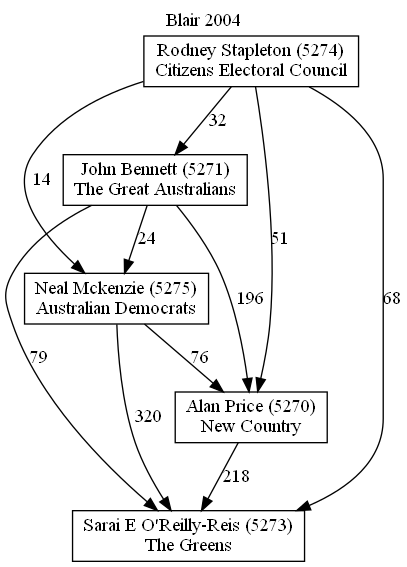 Blair 2004
Rodney Stapleton (5274)
Citizens Electoral Council
32
John Bennett (5271)
The Great Australians
14
24
51
Neal Mckenzie (5275)
Australian Democrats
196
68
79
76
Alan Price (5270)
New Country
320
218
Sarai E O'Reilly-Reis (5273)
The Greens